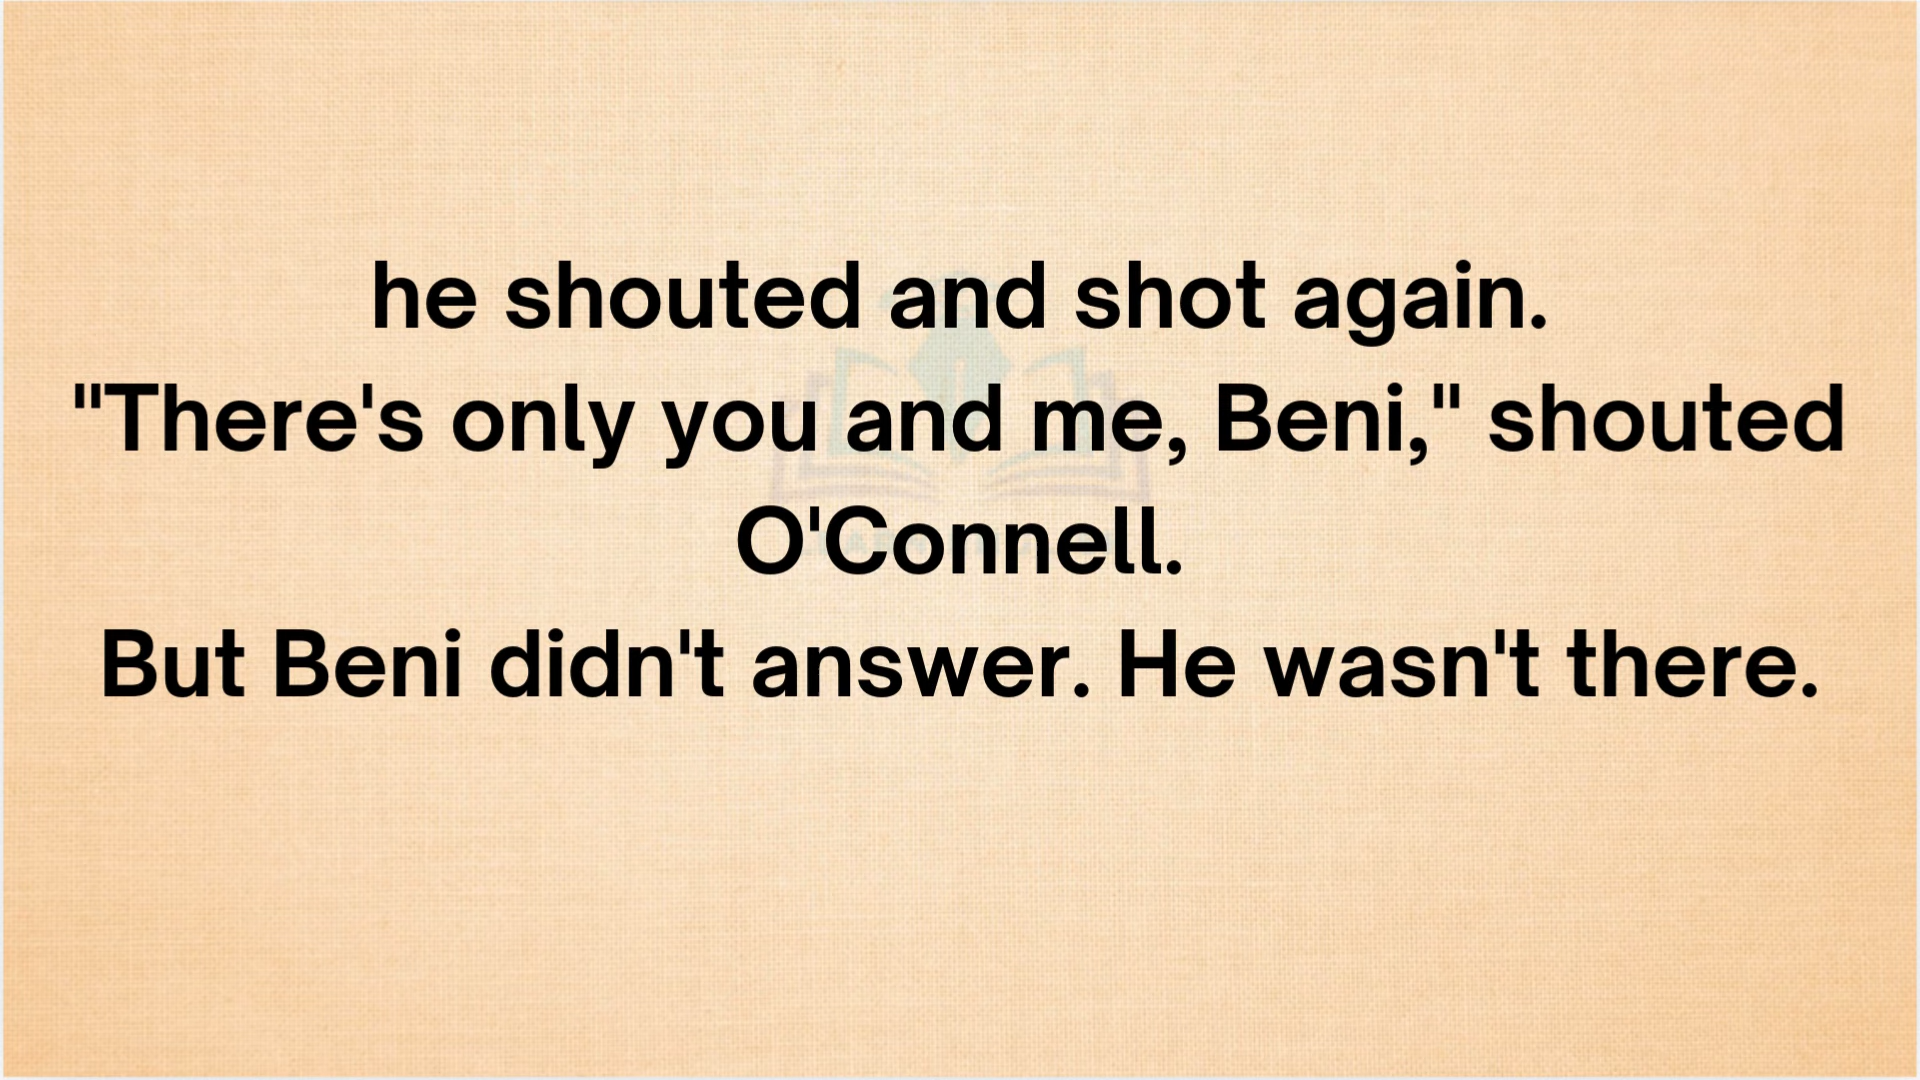 he shouted and shot again.
"There's only you and me, Beni," shouted
O'Connell.
But Beni didn't answer. He wasn't there.